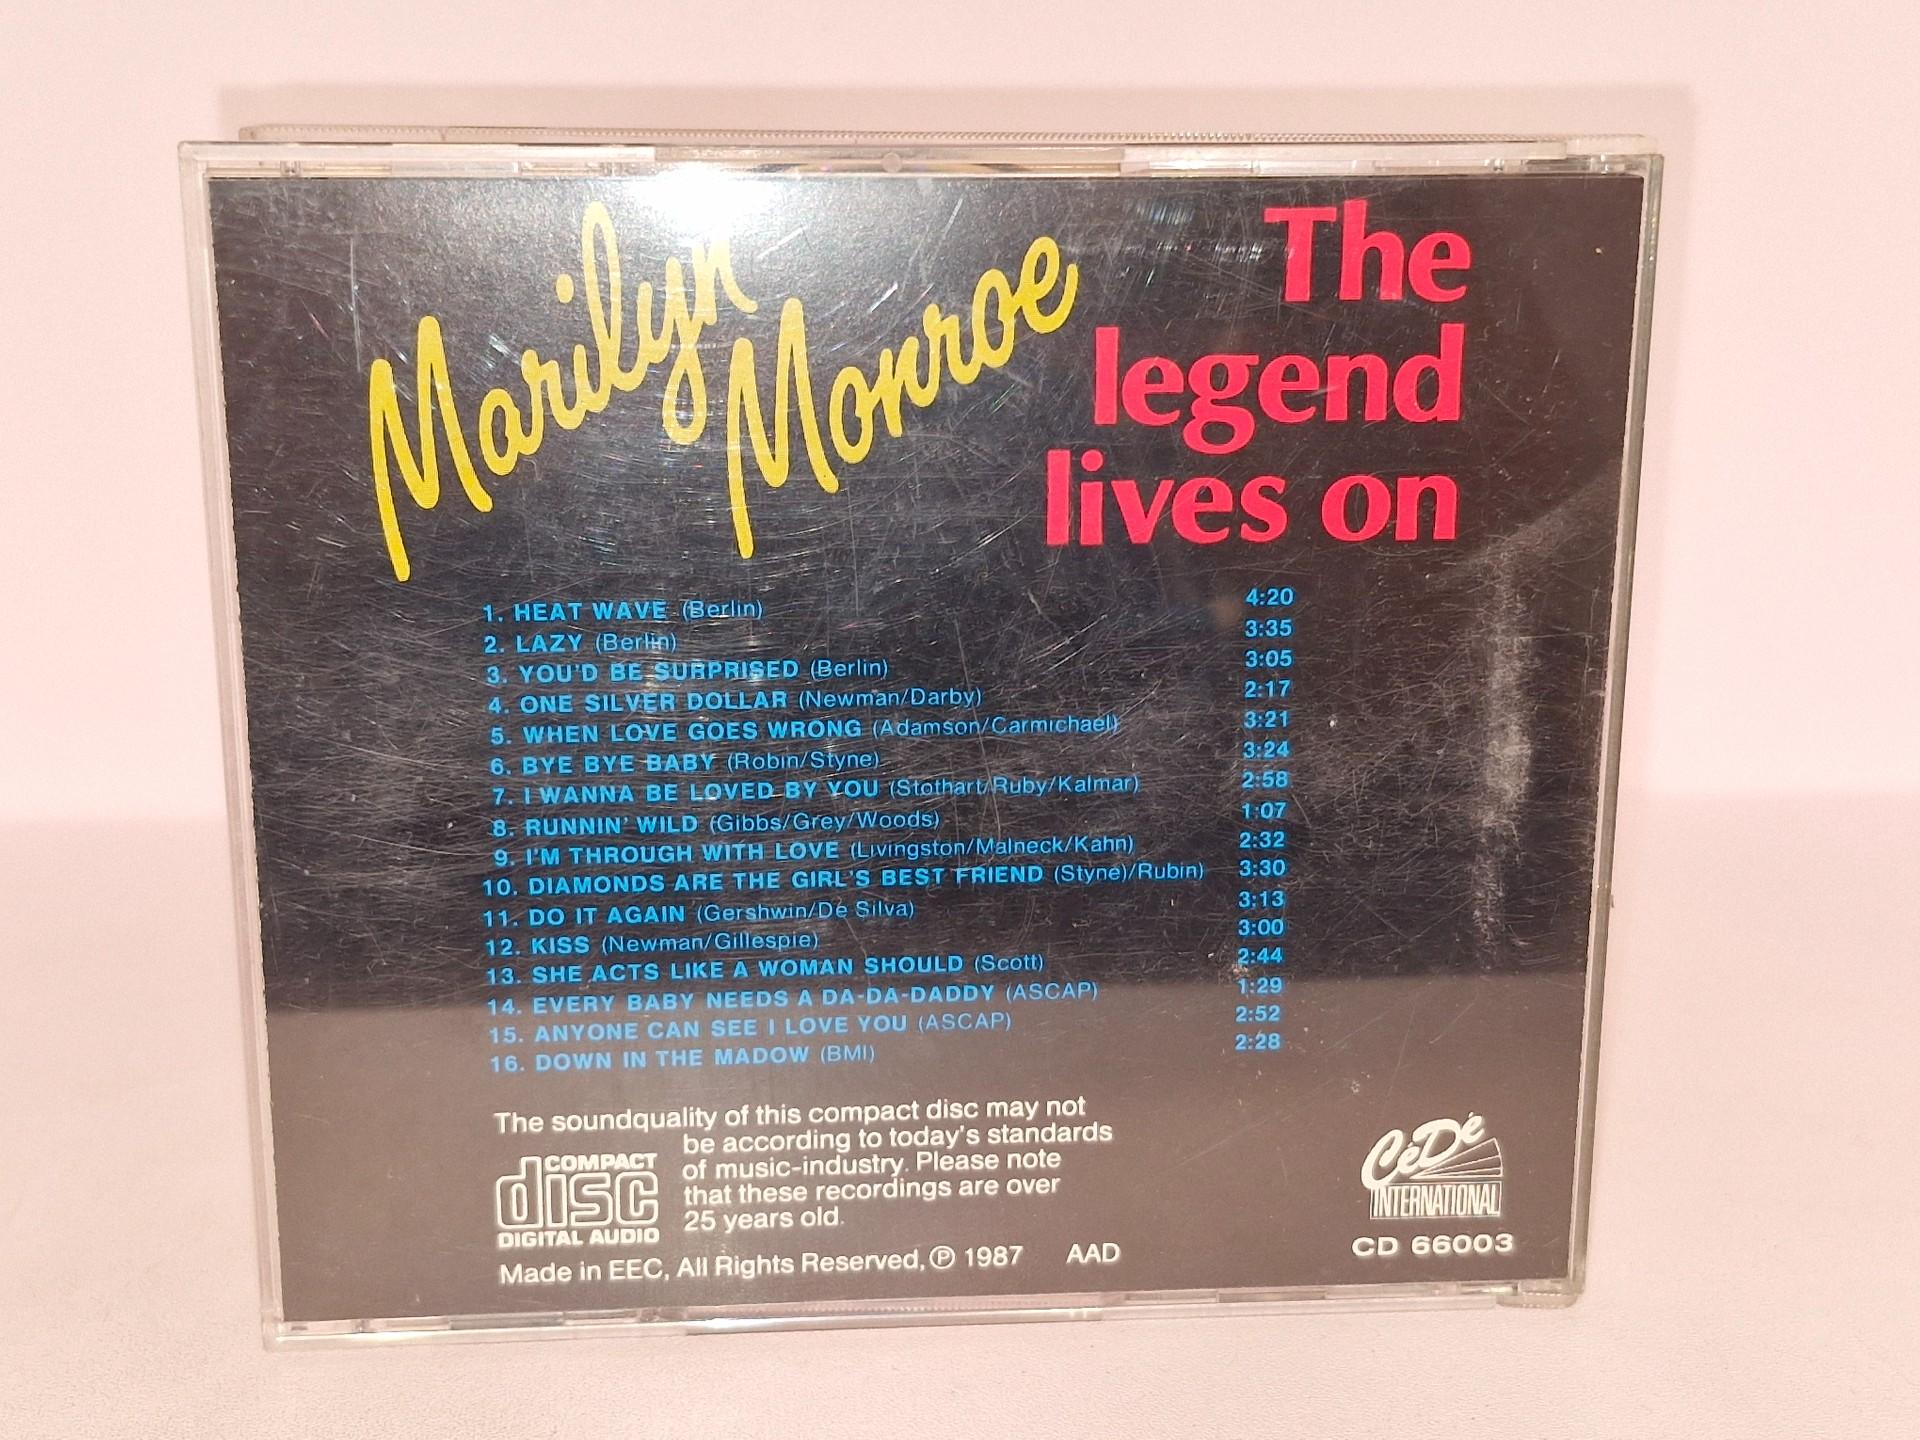 Marilyn
Monroe
The
legend
lives on
1. HEAT WAVE (Berlin) 4:20
2. LAZY (Berlin) 3:35
3. YOU'D BE SURPRISED (Berlin) 3:05
4. ONE SILVER DOLLAR (Newman/Darby) 2:17
5. WHEN LOVE GOES WRONG (Adamson/Carmichael) 3:21
6. BYE BYE BABY (Robin/Styne) 3:24
7. I WANNA BE LOVED BY YOU (Stothart/Ruby/Kalmar) 2:58
8. RUNNIN' WILD (Gibbs/Grey/Woods) 1:07
9. I'M THROUGH WITH LOVE (Livingston/Malneck/Kahn) 2:32
10. DIAMONDS ARE THE GIRL'S BEST FRIEND (Styne)/Rubin) 3:30
11. DO IT AGAIN (Gershwin/De Silva) 3:13
12. KISS (Newman/Gillespie) 3:00
13. SHE ACTS LIKE A WOMAN SHOULD (Scott) 2:44
14. EVERY BABY NEEDS A DA-DA-DADDY (ASCAP) 1:29
15. ANYONE CAN SEE I LOVE YOU (ASCAP) 2:52
16. DOWN IN THE MADOW (BMI) 2:28
The soundquality of this compact disc may not
be according to today's standards
of music-industry. Please note
that these recordings are over
25 years old.
COMPACT
disc
DIGITAL AUDIO
Made in EEC, All Rights Reserved, ℗ 1987 AAD
CéDé
INTERNATIONAL
CD 66003